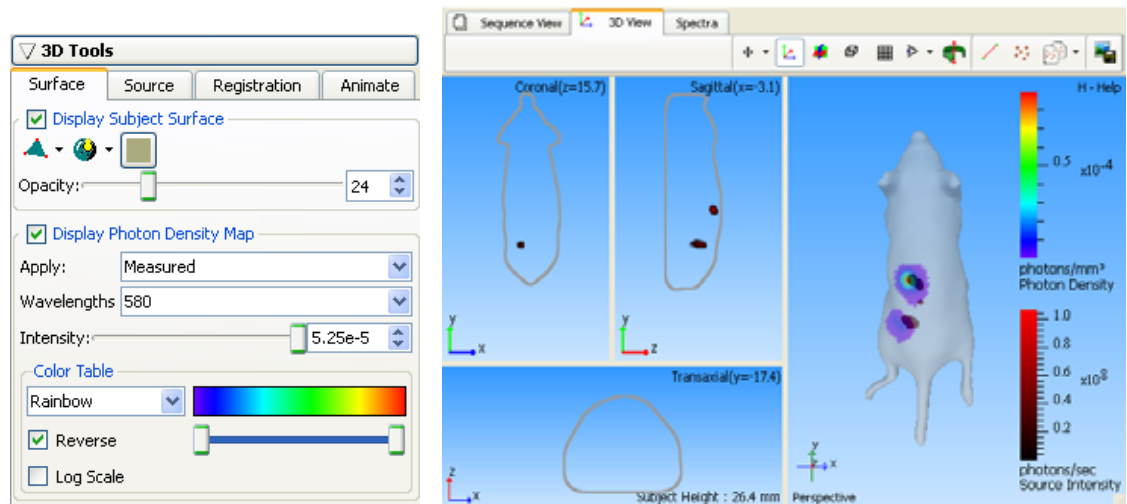 3D Tools
Surface Source Registration Animate
Display Subject Surface
Opacity: 24
Display Photon Density Map
Apply: Measured
Wavelengths 580
Intensity: 5.25e-5
Color Table
Rainbow
Reverse
Log Scale
Sequence View 3D View Spectra
Coronal(z=15.7)
y
x
Sagittal(x=-3.1)
y
z
Transaxial(y=-17.4)
z
x
Subject Height : 26.4 mm
H - Help
0.5 x10-4
photons/mm³
Photon Density
1.0
0.8
0.6 x108
0.4
0.2
photons/sec
Source Intensity
y
z x
Perspective